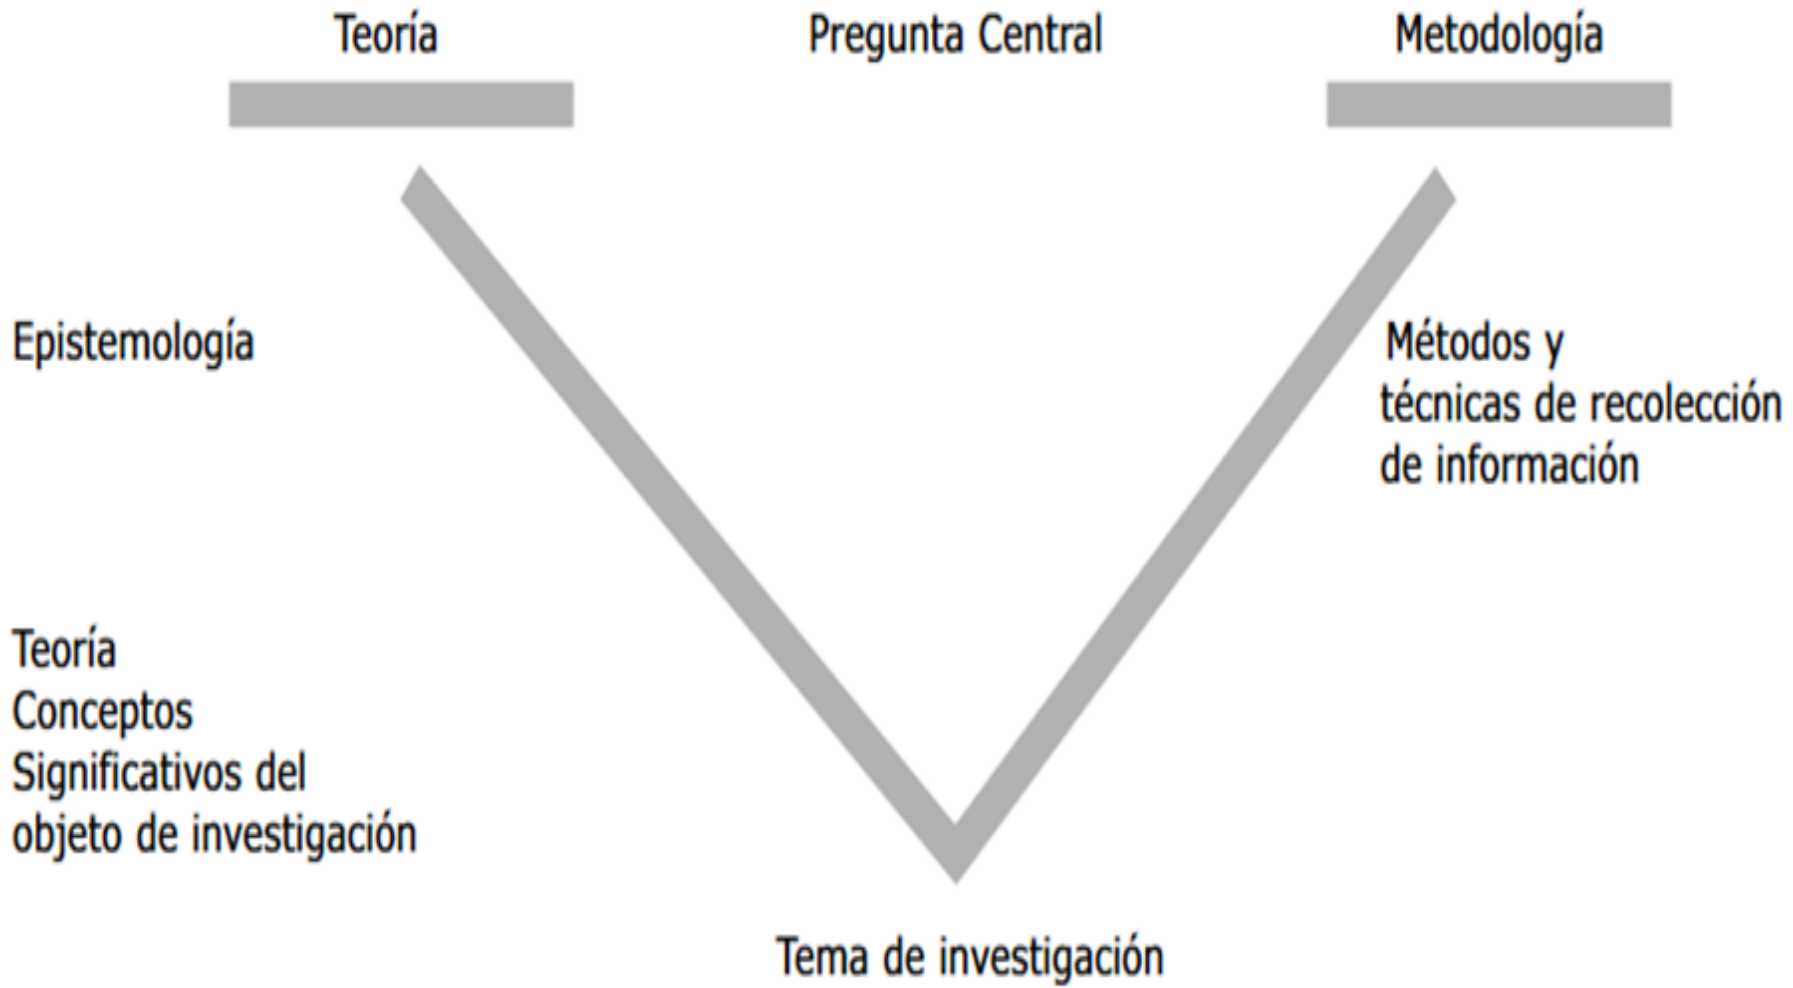 Teoría
Pregunta Central
Metodología
Epistemología
Métodos y
técnicas de recolección
de información
Teoría
Conceptos
Significativos del
objeto de investigación
Tema de investigación